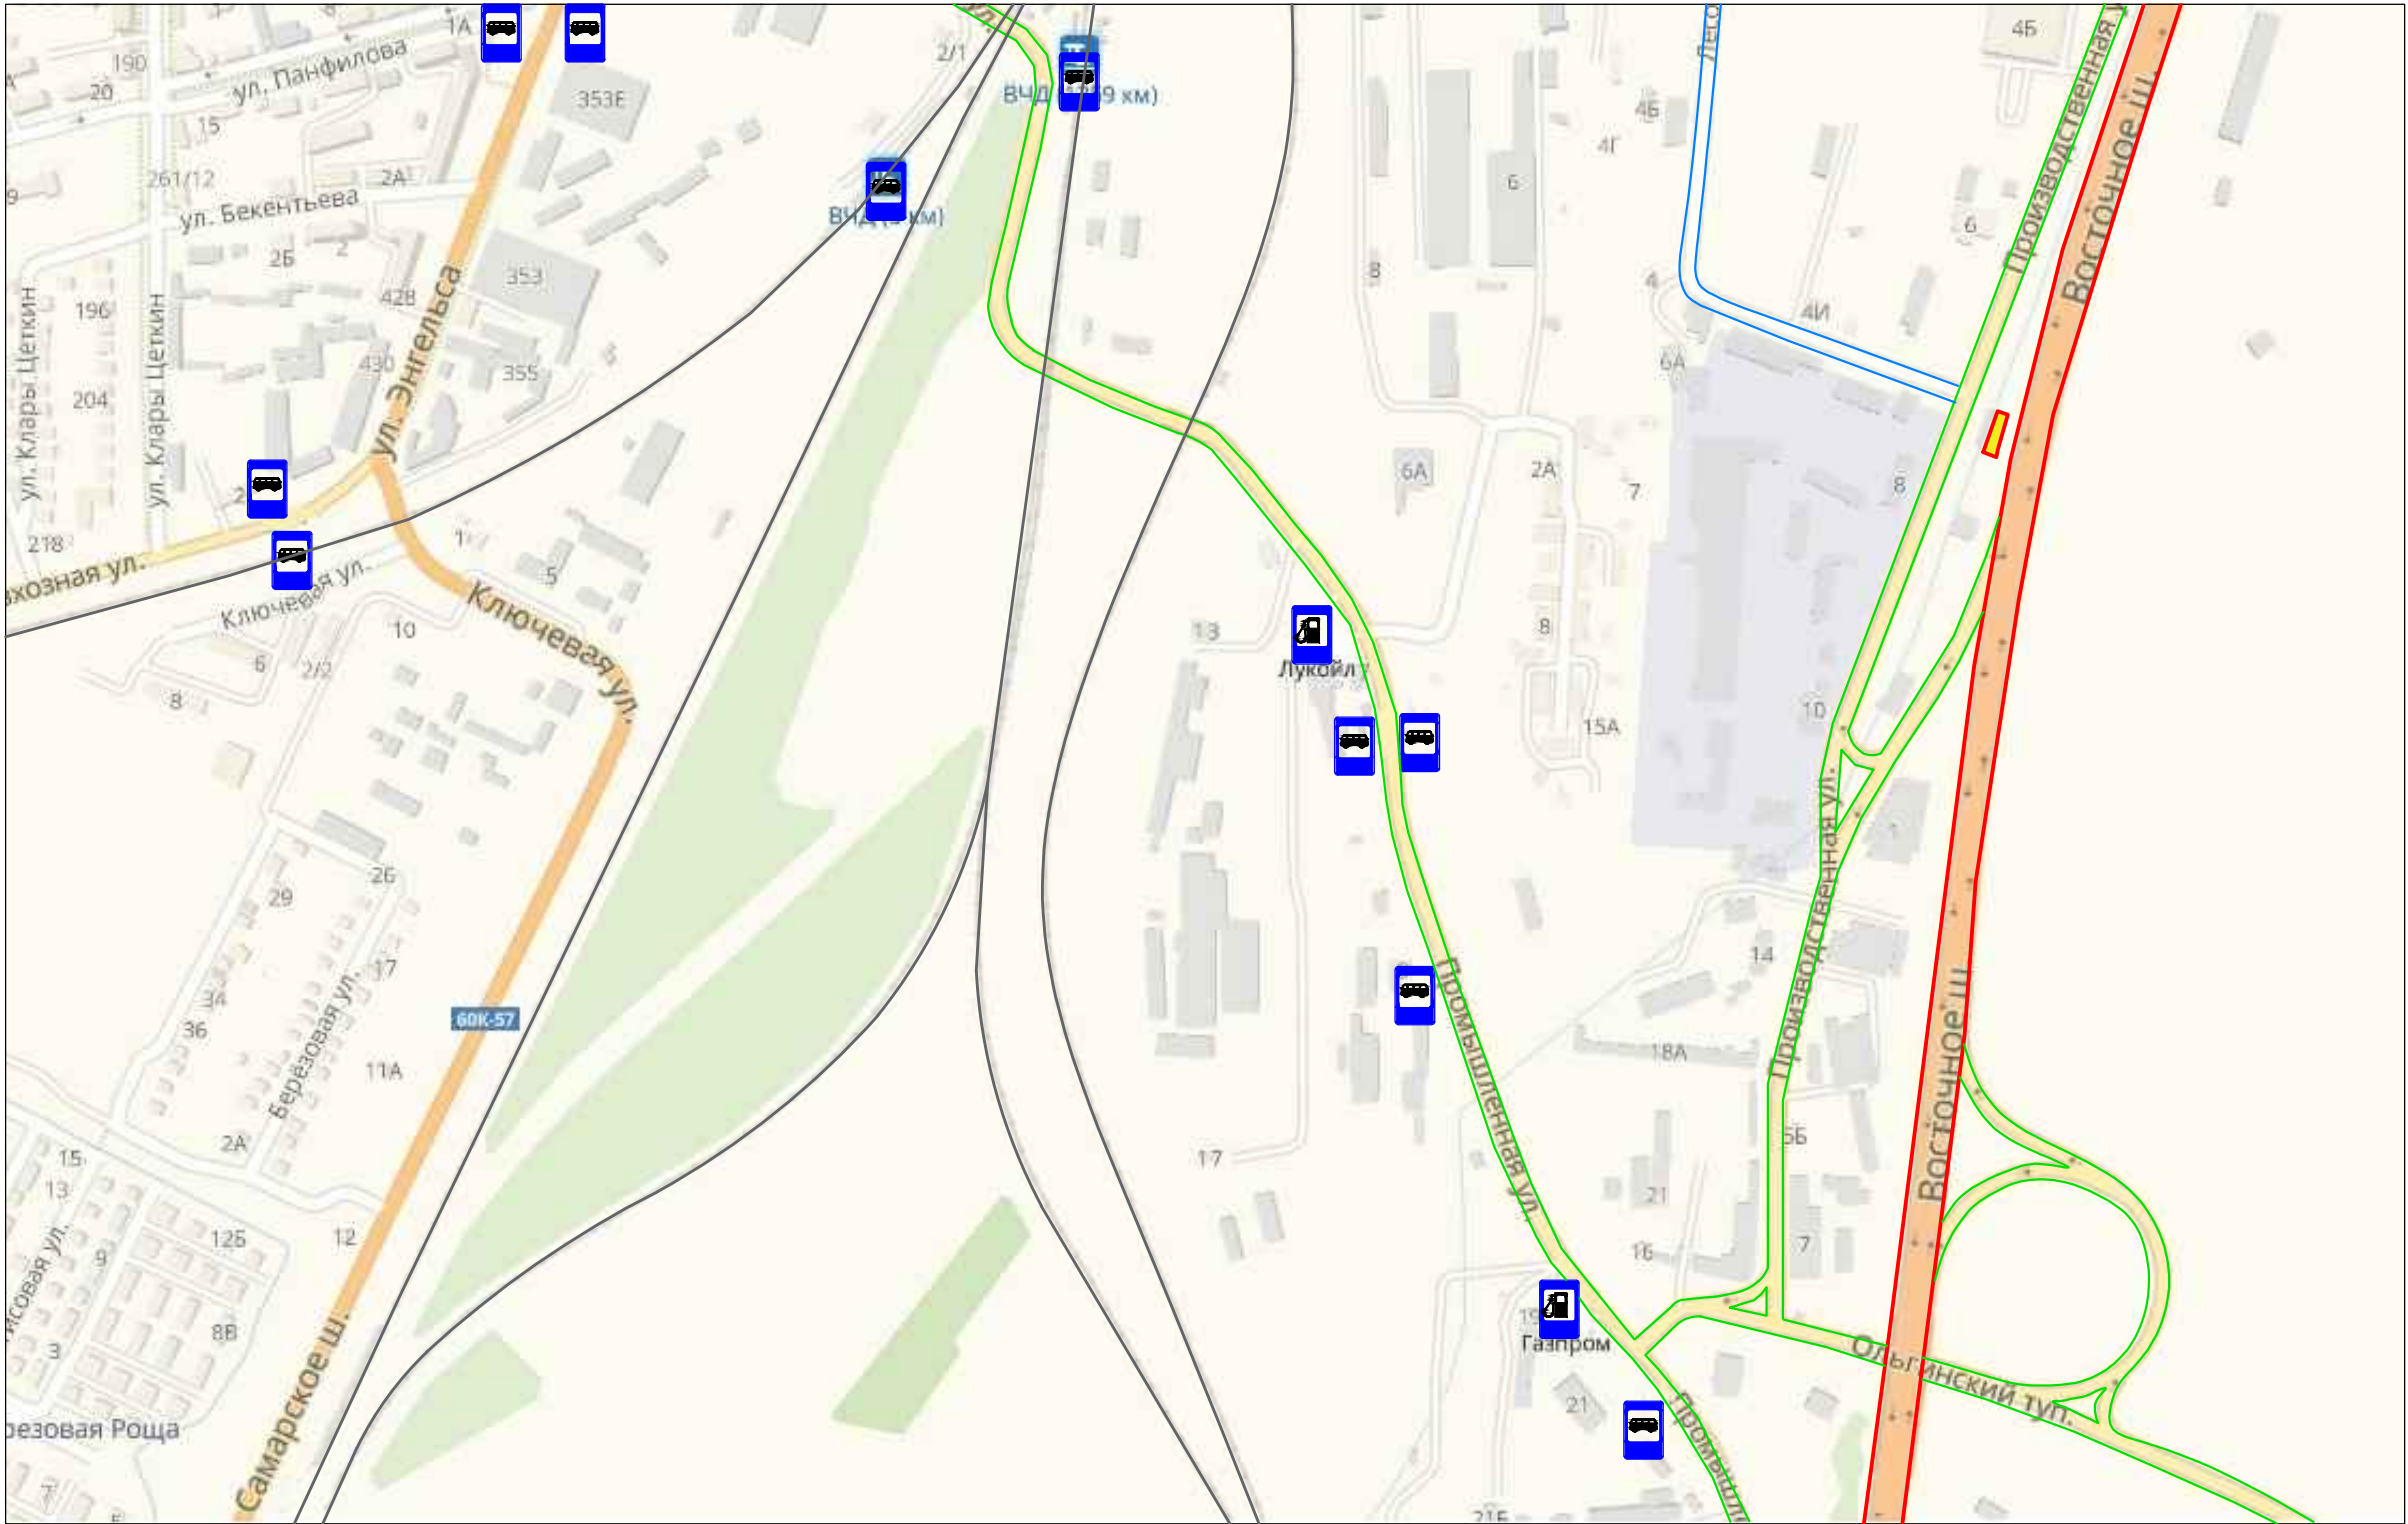 1А
190
ул. Панфилова
20
15
353Е
2/1
ВЧД
9 км)
4Б
Производственная у
Восточное ш.
4Б
4Г
6
261/12
2А
ул. Бекентьева
9
2Б
2
353
428
196
ул. Клары Цеткин
ул. Клары Цеткин
ул. Энгельса
430
355
204
218
8
4
4И
6
6А
6А
2А
7
8
ул.
10
Ключевая ул.
Ключевая ул.
5
6
2/2
8
13
Лукойл
8
15А
10
Производственная ул.
26
29
17
34
36
Берёзовая ул.
11А
60К-57
2А
15
13
9
12Б
12
8В
3
Самарское ш.
резовая Роща
17
Промышленная ул.
14
18А
5Б
21
16
7
Восточное ш.
Газпром
21
Ольгинский туп.
21Б